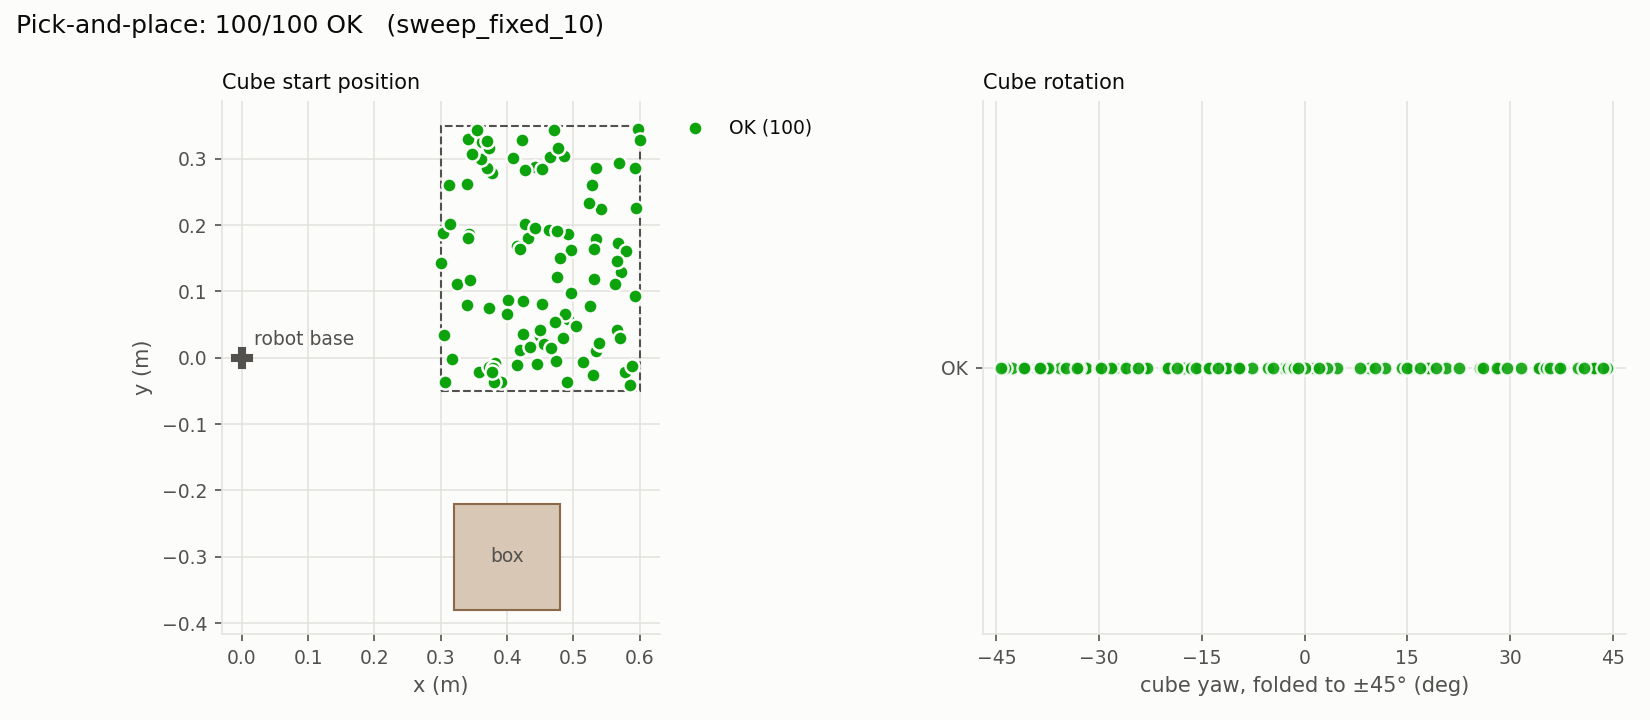 Pick-and-place: 100/100 OK (sweep_fixed_10)
Cube start position
OK (100)
0.3
0.2
0.1
0.0
−0.1
−0.2
−0.3
−0.4
y (m)
robot base
box
0.0 0.1 0.2 0.3 0.4 0.5 0.6
x (m)
Cube rotation
OK
−45 −30 −15 0 15 30 45
cube yaw, folded to ±45° (deg)